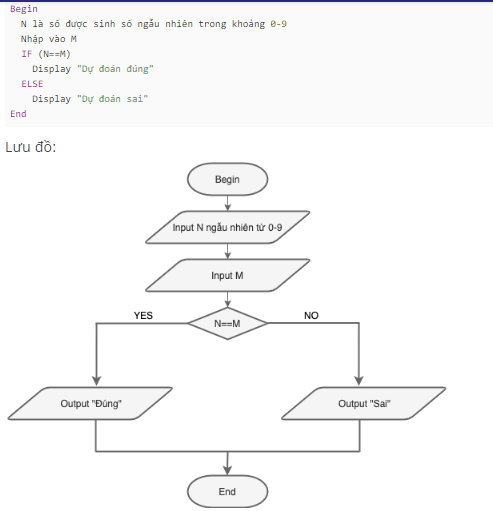 Begin
N là số được sinh số ngẫu nhiên trong khoảng 0-9
Nhập vào M
IF (N==M)
Display "Dự đoán đúng"
ELSE
Display "Dự đoán sai"
End
Lưu đồ:
Begin
Input N ngẫu nhiên từ 0-9
Input M
YES
N==M
NO
Output "Đúng"
Output "Sai"
End